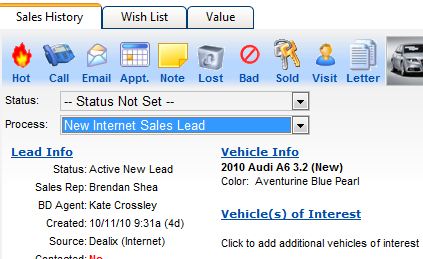 Sales History Wish List Value
Hot Call Email Appt. Note Lost Bad Sold Visit Letter
Status: -- Status Not Set --
Process: New Internet Sales Lead
Lead Info
Status: Active New Lead
Sales Rep: Brendan Shea
BD Agent: Kate Crossley
Created: 10/11/10 9:31a (4d)
Source: Dealix (Internet)
Contacted: No
Vehicle Info
2010 Audi A6 3.2 (New)
Color: Aventurine Blue Pearl
Vehicle(s) of Interest
Click to add additional vehicles of interest